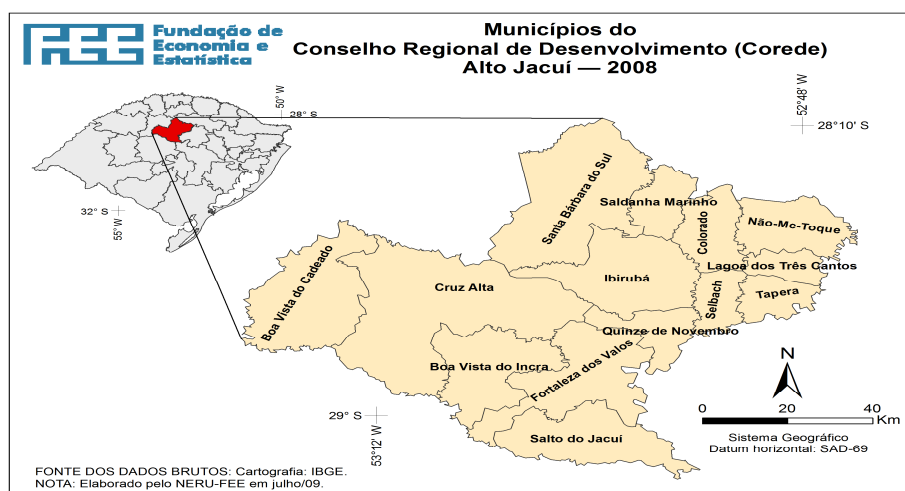 FEE Fundação de
Economia e
Estatística
Municípios do
Conselho Regional de Desenvolvimento (Corede)
Alto Jacuí — 2008
50° W
28° S
32° S
55° W
52° 48' W
28° 10' S
Santa Bárbara do Sul
Saldanha Marinho
Colorado
Não-Mc-Toque
Boa Vista do Cadeado
Cruz Alta
Ibirubá
Lagoa dos Três Cantos
Selbach
Tapera
Quinze de Novembro
Boa Vista do Incra
Fortaleza dos Valos
Salto do Jacuí
29° S
53° 12' W
N
0 20 40
Km
Sistema Geográfico
Datum horizontal: SAD-69
FONTE DOS DADOS BRUTOS: Cartografia: IBGE.
NOTA: Elaborado pelo NERU-FEE em julho/09.